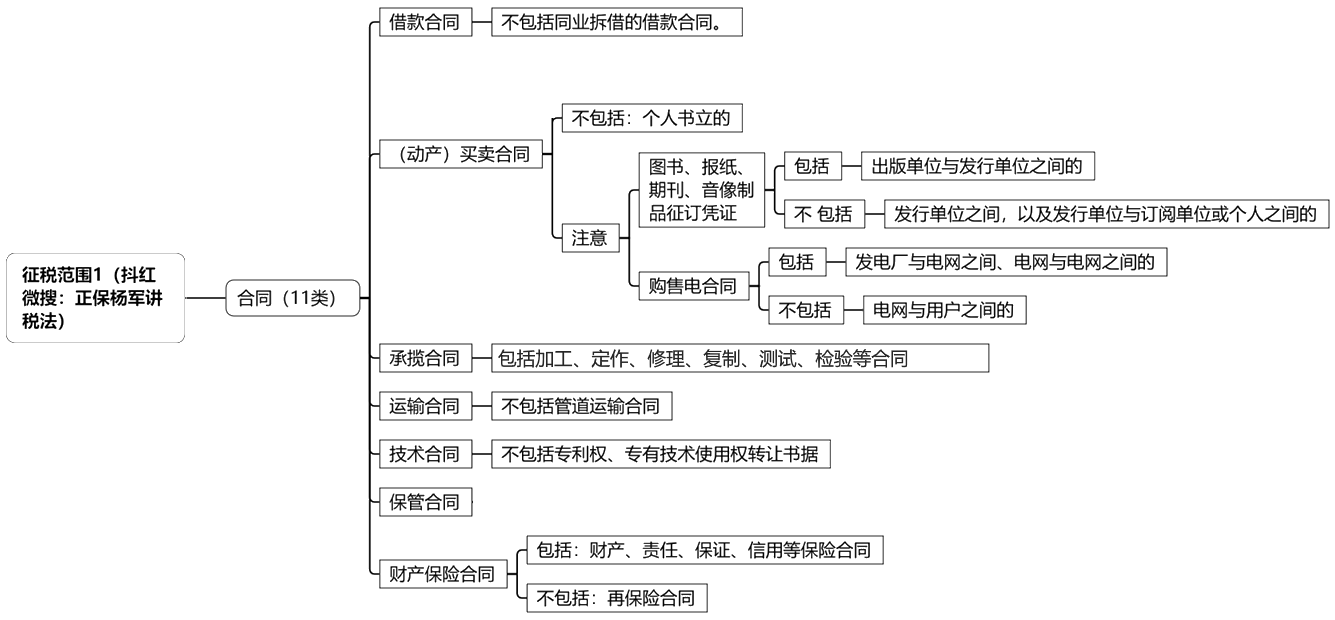 征税范围1（抖红
微搜：正保杨军讲
税法）
合同（11类）
借款合同
不包括同业拆借的借款合同。
（动产）买卖合同
不包括：个人书立的
注意
图书、报纸、
期刊、音像制
品征订凭证
包括
出版单位与发行单位之间的
不 包括
发行单位之间，以及发行单位与订阅单位或个人之间的
购售电合同
包括
发电厂与电网之间、电网与电网之间的
不包括
电网与用户之间的
承揽合同
包括加工、定作、修理、复制、测试、检验等合同
运输合同
不包括管道运输合同
技术合同
不包括专利权、专有技术使用权转让书据
保管合同
财产保险合同
包括：财产、责任、保证、信用等保险合同
不包括：再保险合同